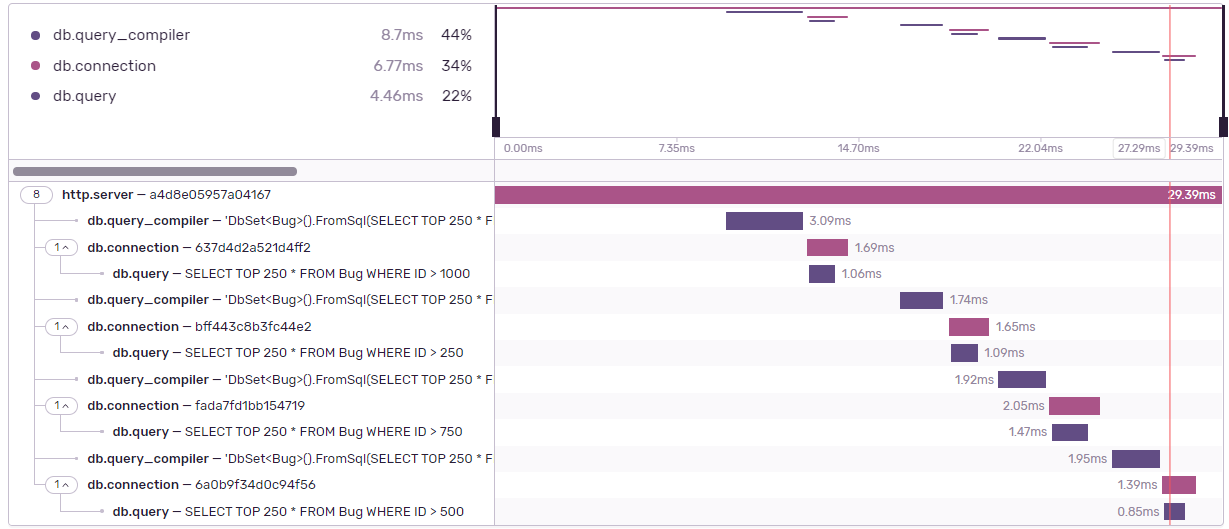 db.query_compiler 8.7ms 44%
db.connection 6.77ms 34%
db.query 4.46ms 22%
0.00ms 7.35ms 14.70ms 22.04ms 27.29ms 29.39ms
8 http.server — a4d8e05957a04167 29.39ms
db.query_compiler — 'DbSet<Bug>().FromSql(SELECT TOP 250 * F 3.09ms
1 db.connection — 637d4d2a521d4ff2 1.69ms
db.query — SELECT TOP 250 * FROM Bug WHERE ID > 1000 1.06ms
db.query_compiler — 'DbSet<Bug>().FromSql(SELECT TOP 250 * F 1.74ms
1 db.connection — bff443c8b3fc44e2 1.65ms
db.query — SELECT TOP 250 * FROM Bug WHERE ID > 250 1.09ms
db.query_compiler — 'DbSet<Bug>().FromSql(SELECT TOP 250 * F 1.92ms
1 db.connection — fada7fd1bb154719 2.05ms
db.query — SELECT TOP 250 * FROM Bug WHERE ID > 750 1.47ms
db.query_compiler — 'DbSet<Bug>().FromSql(SELECT TOP 250 * F 1.95ms
1 db.connection — 6a0b9f34d0c94f56 1.39ms
db.query — SELECT TOP 250 * FROM Bug WHERE ID > 500 0.85ms